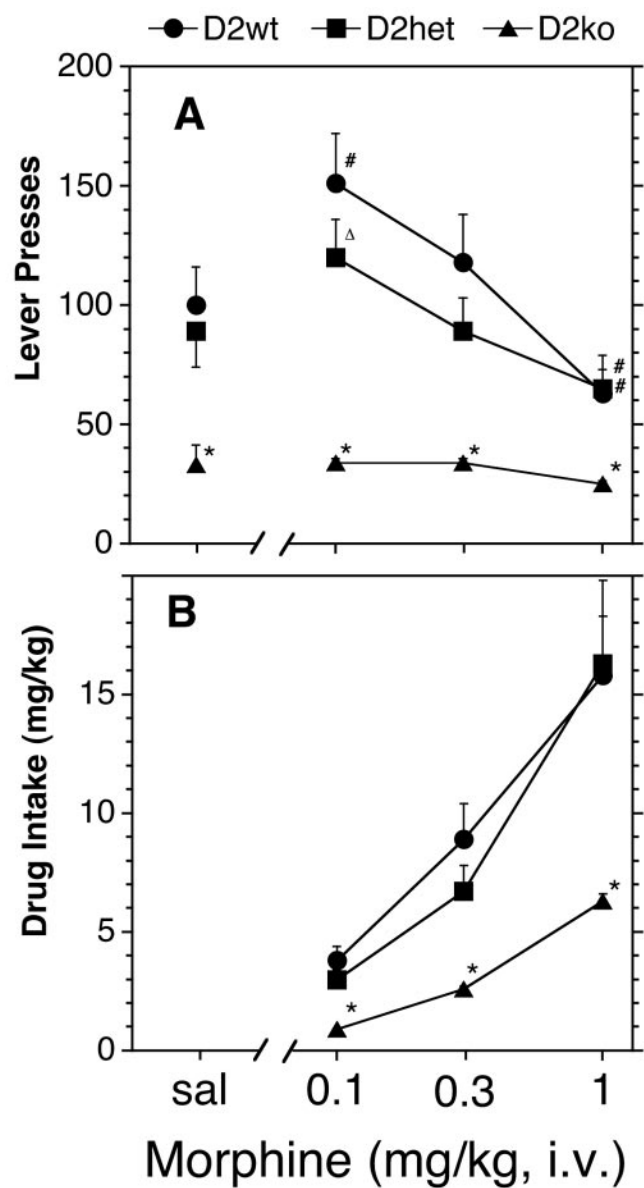 D2wt D2het D2ko
200
A
#
150
Δ
Lever Presses
100
#
#
50
* * * *
0
B
15
Drug Intake (mg/kg)
10
*
5
*
*
0
sal 0.1 0.3 1
Morphine (mg/kg, i.v.)